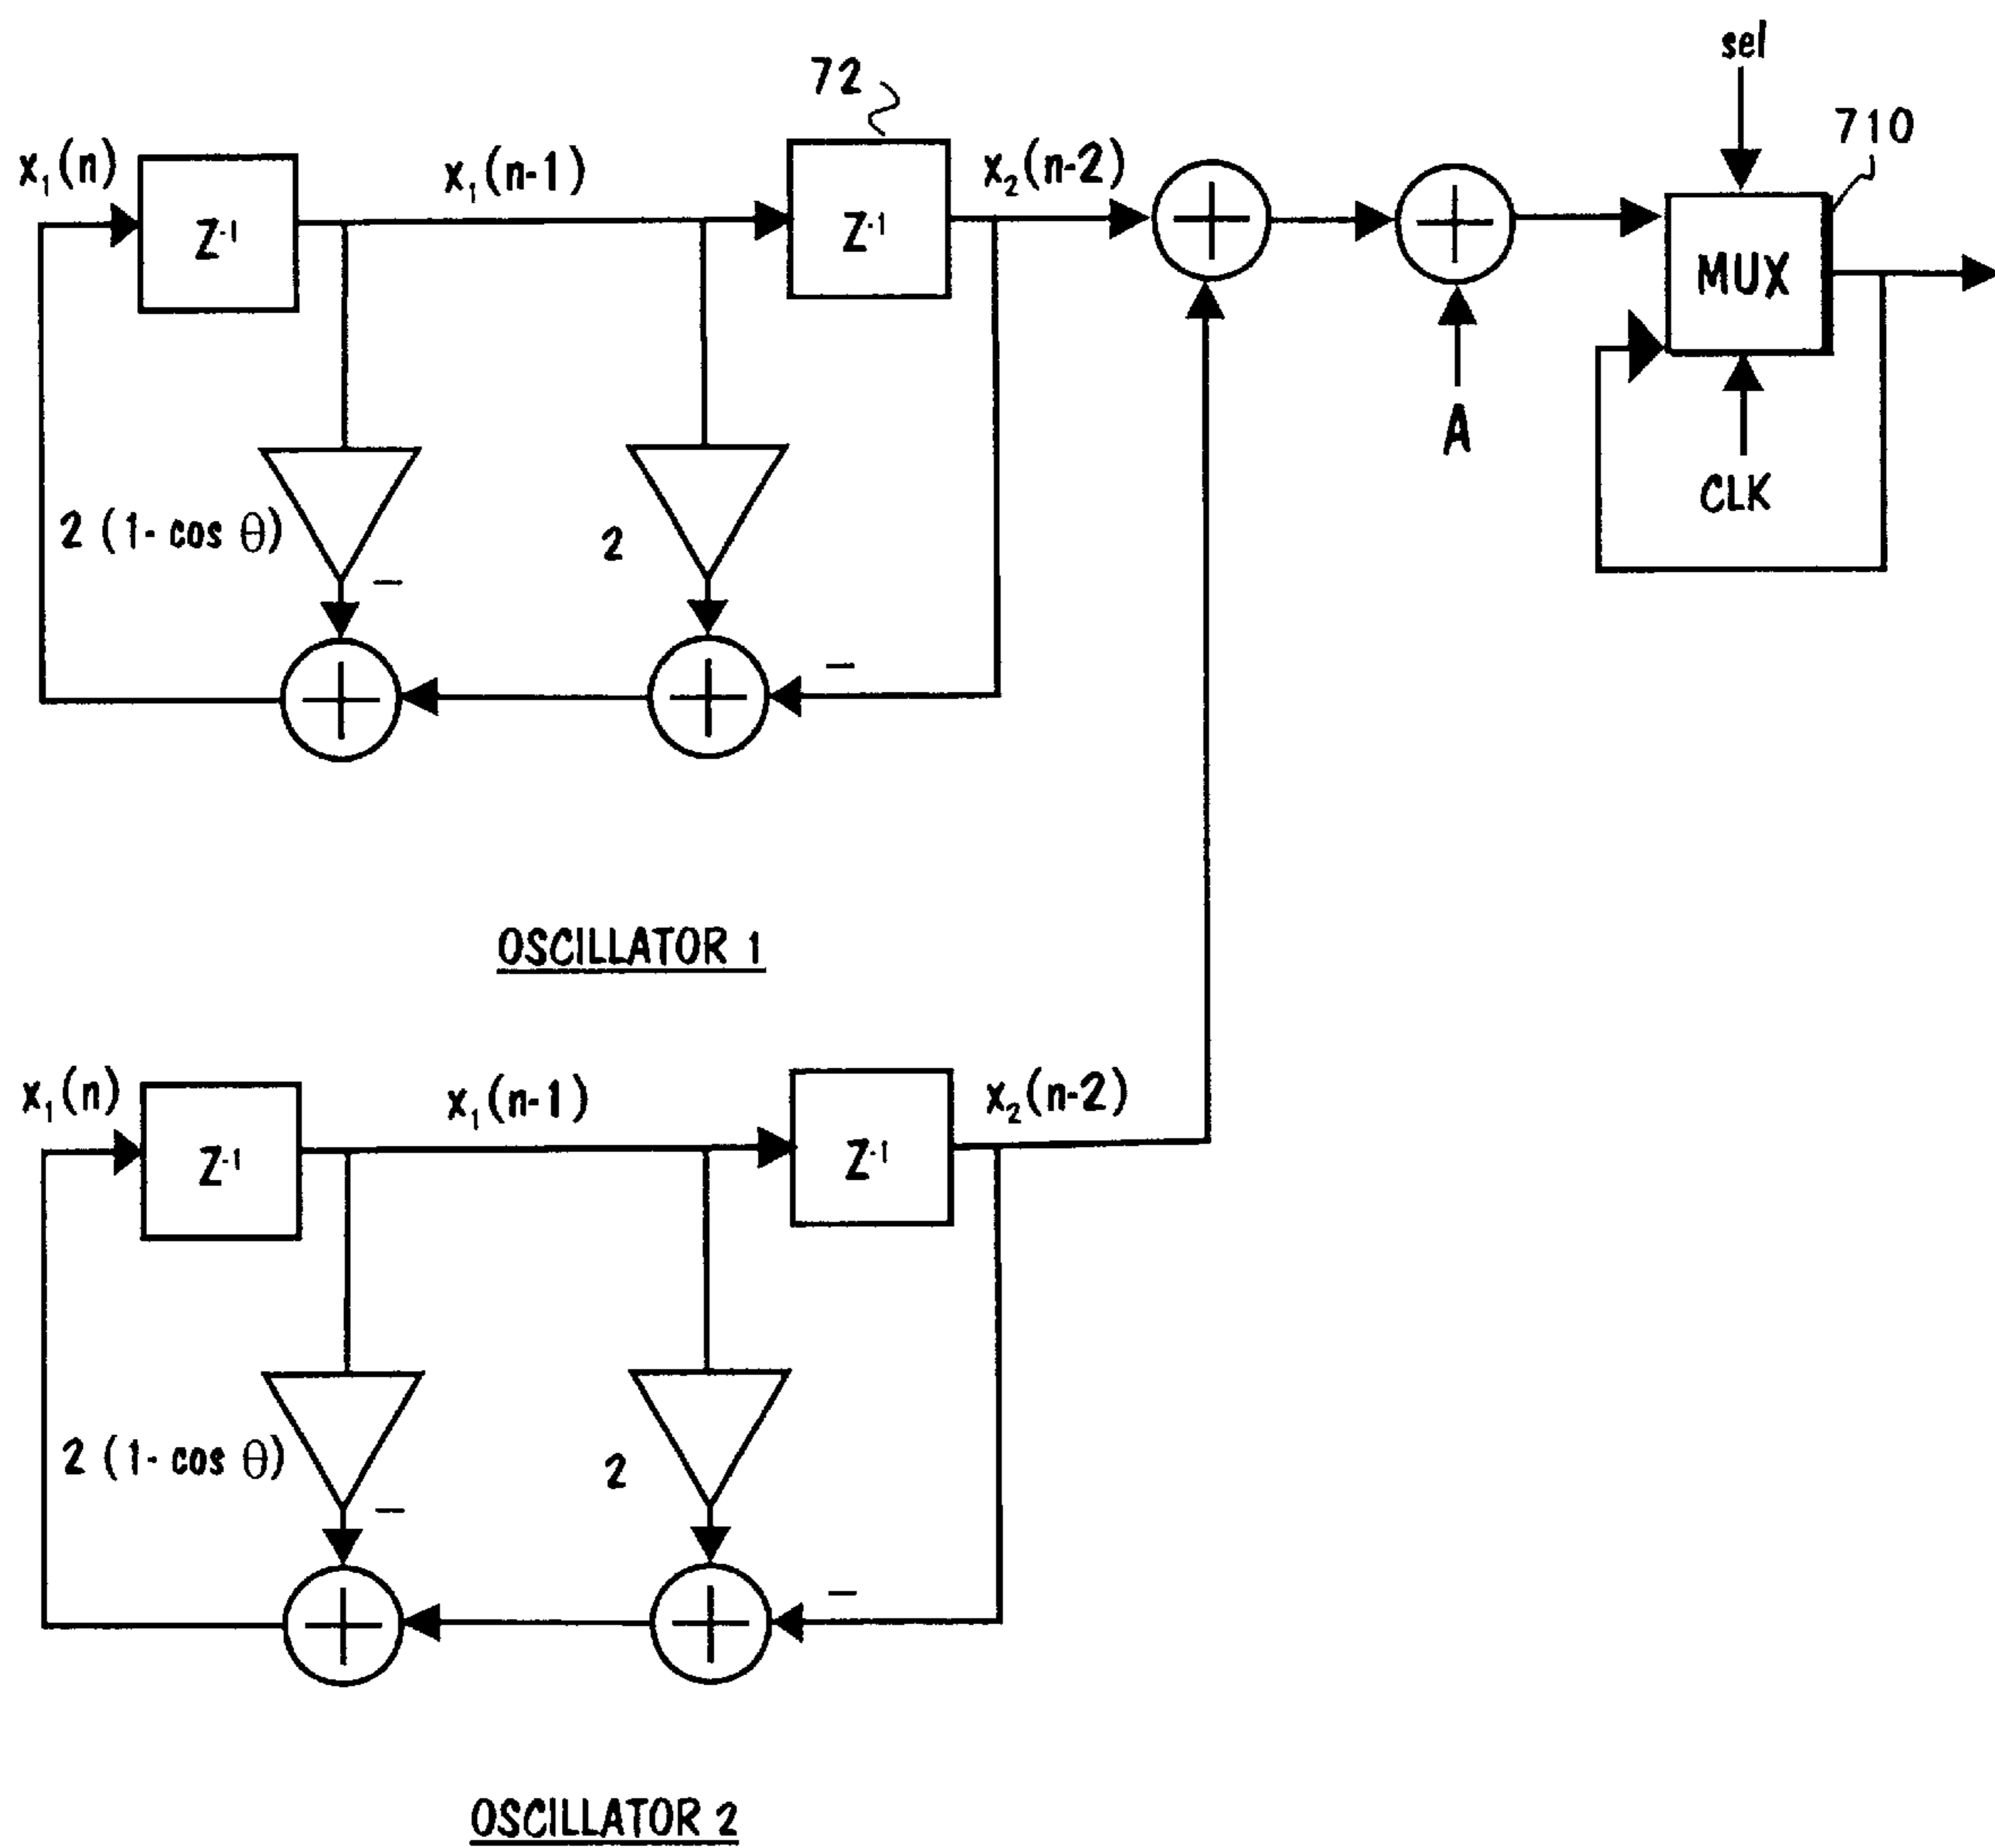 sel
72
710
x₁(n)
Z⁻¹
x₁(n-1)
Z⁻¹
x₂(n-2)
MUX
A
CLK
2 (1- cos θ)
−
2
−
OSCILLATOR 1
x₁(n)
Z⁻¹
x₁(n-1)
Z⁻¹
x₂(n-2)
2 (1- cos θ)
−
2
−
OSCILLATOR 2